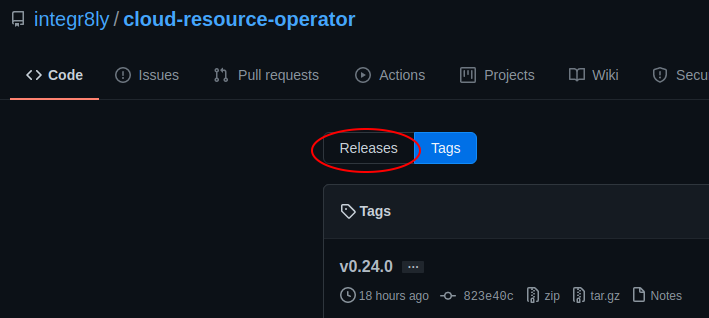 integr8ly / cloud-resource-operator
Code Issues Pull requests Actions Projects Wiki Secu
Releases Tags
Tags
v0.24.0 ...
18 hours ago 823e40c zip tar.gz Notes